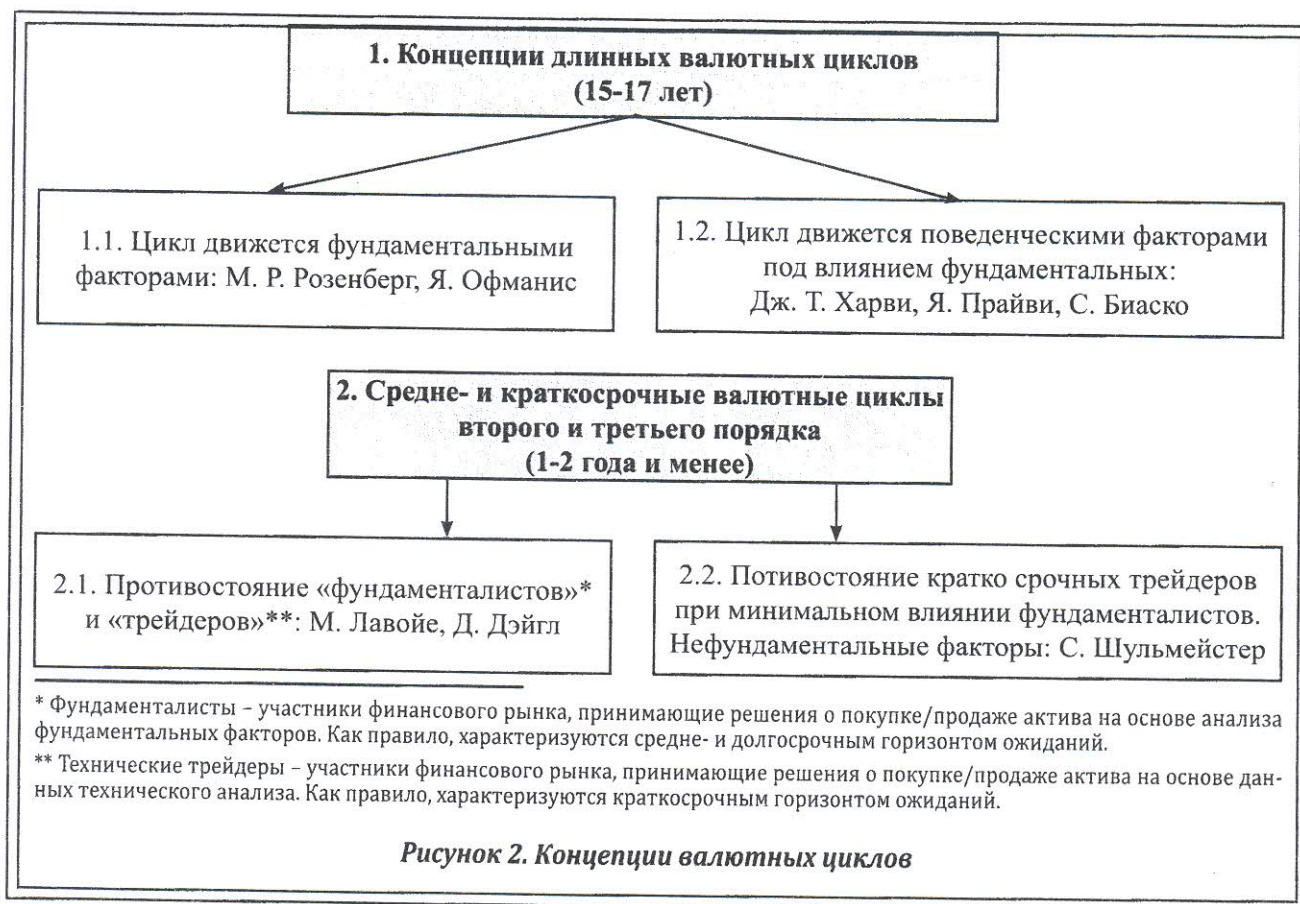 1. Концепции длинных валютных циклов
(15-17 лет)
1.1. Цикл движется фундаментальными
факторами: М. Р. Розенберг, Я. Офманис
1.2. Цикл движется поведенческими факторами
под влиянием фундаментальных:
Дж. Т. Харви, Я. Прайви, С. Биаско
2. Средне- и краткосрочные валютные циклы
второго и третьего порядка
(1-2 года и менее)
2.1. Противостояние «фундаменталистов»*
и «трейдеров»**: М. Лавойе, Д. Дэйгл
2.2. Потивостояние кратко срочных трейдеров
при минимальном влиянии фундаменталистов.
Нефундаментальные факторы: С. Шульмейстер
* Фундаменталисты – участники финансового рынка, принимающие решения о покупке/продаже актива на основе анализа
фундаментальных факторов. Как правило, характеризуются средне- и долгосрочным горизонтом ожиданий.
** Технические трейдеры – участники финансового рынка, принимающие решения о покупке/продаже актива на основе дан-
ных технического анализа. Как правило, характеризуются краткосрочным горизонтом ожиданий.
Рисунок 2. Концепции валютных циклов